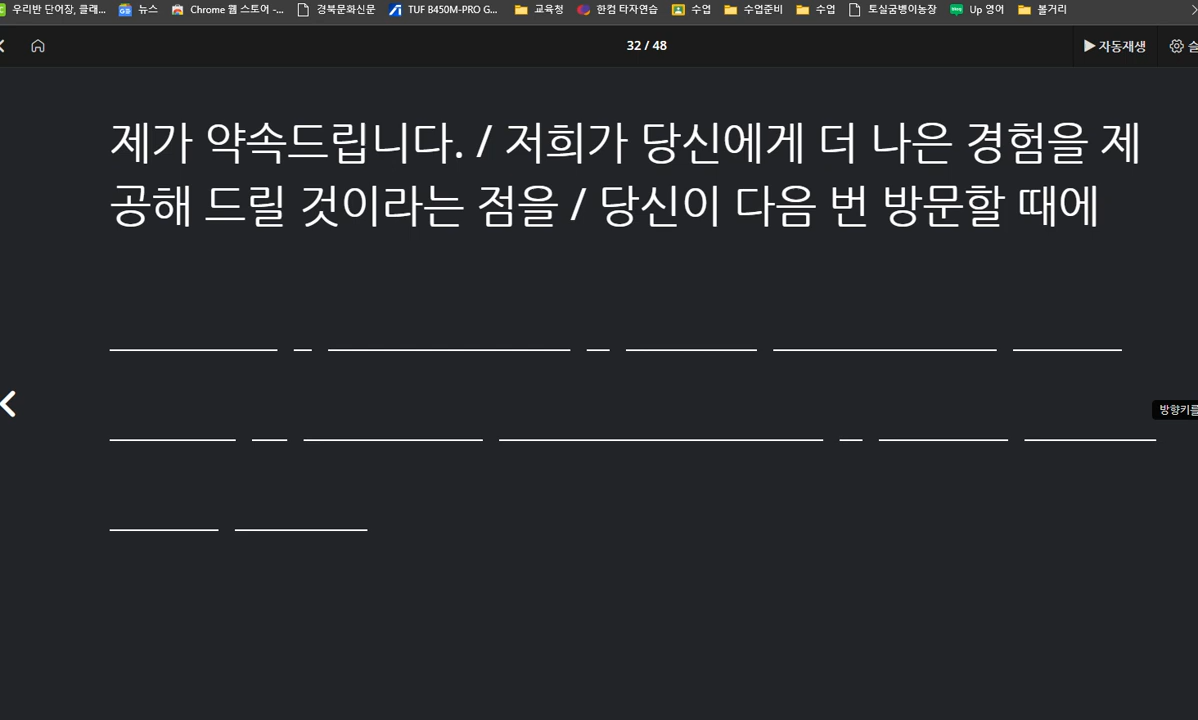 우리반 단어장, 클래... 뉴스 Chrome 웹 스토어 -... 경북문화신문 TUF B450M-PRO G... 교육청 한컴 타자연습 수업 수업준비 수업 토실굼벵이농장 Up 영어 볼거리
32 / 48
▶자동재생 슬
제가 약속드립니다. / 저희가 당신에게 더 나은 경험을 제
공해 드릴 것이라는 점을 / 당신이 다음 번 방문할 때에
방향키를